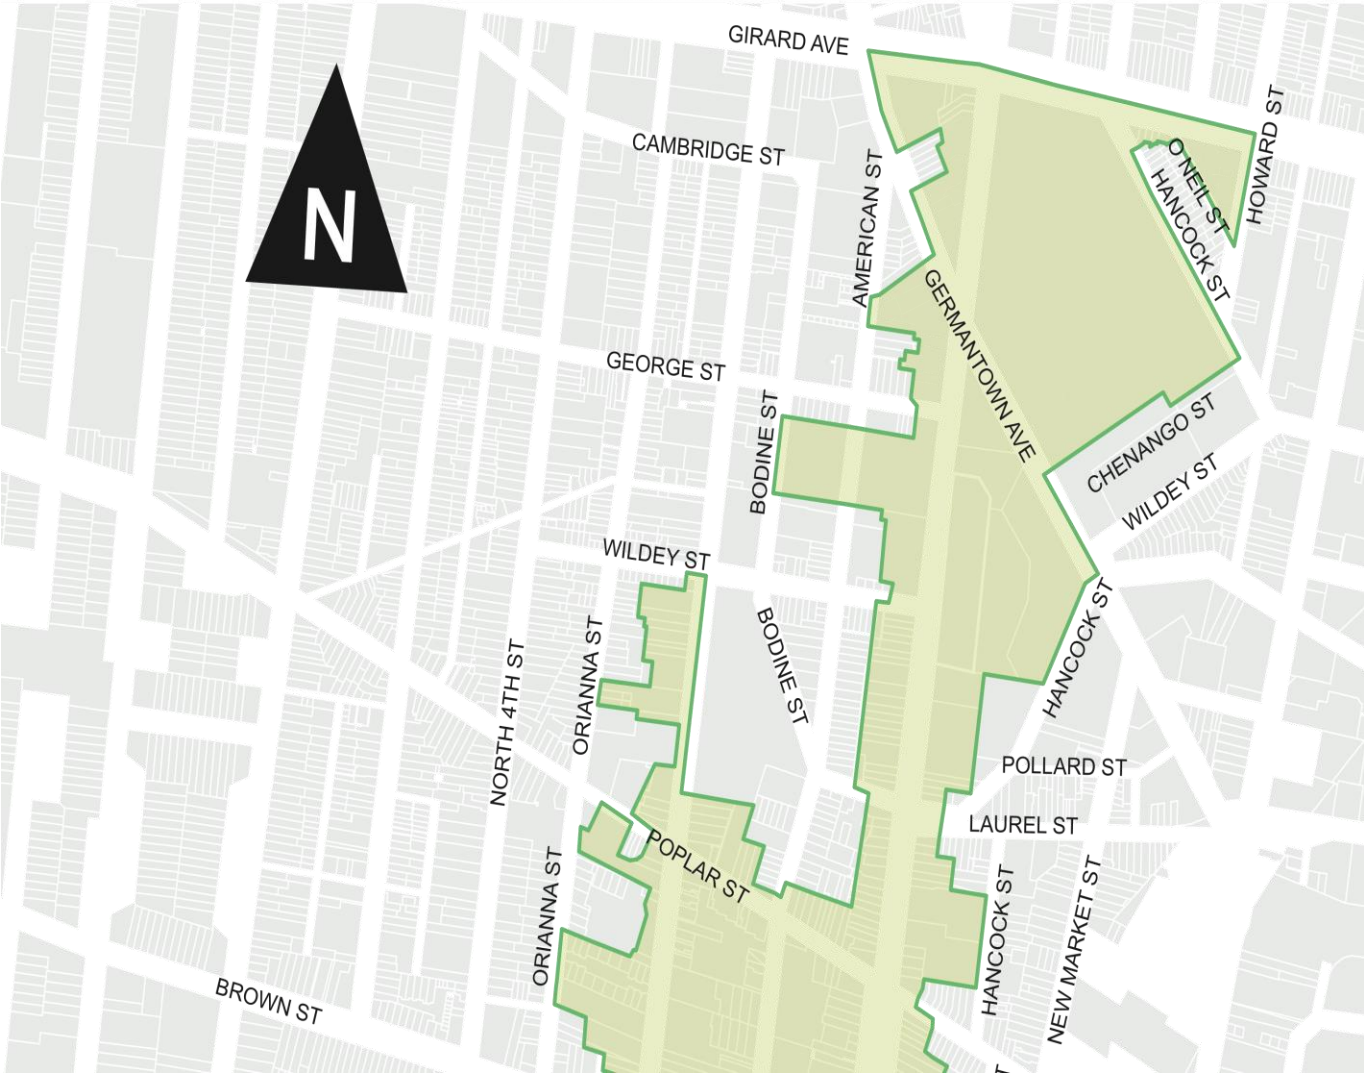 GIRARD AVE
HOWARD ST
CAMBRIDGE ST
O NEIL ST
HANCOCK ST
AMERICAN ST
N
GERMANTOWN AVE
GEORGE ST
BODINE ST
CHENANGO ST
WILDEY ST
WILDEY ST
HANCOCK ST
BODINE ST
ORIANNA ST
NORTH 4TH ST
POLLARD ST
LAUREL ST
POPLAR ST
ORIANNA ST
HANCOCK ST
NEW MARKET ST
BROWN ST